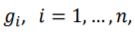 gᵢ, i = 1, ..., n,